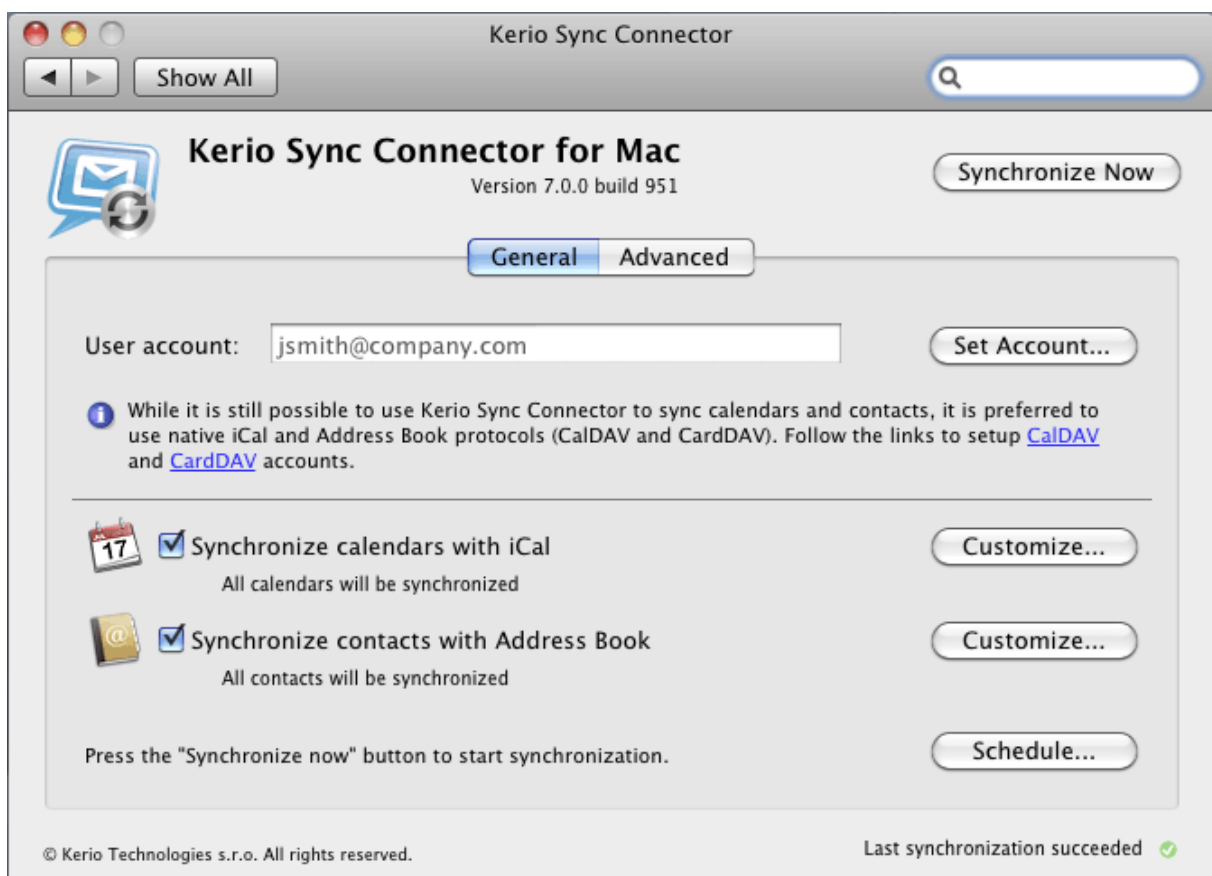 Kerio Sync Connector
Show All
Kerio Sync Connector for Mac
Version 7.0.0 build 951
Synchronize Now
General Advanced
User account: jsmith@company.com Set Account...
While it is still possible to use Kerio Sync Connector to sync calendars and contacts, it is preferred to
use native iCal and Address Book protocols (CalDAV and CardDAV). Follow the links to setup CalDAV
and CardDAV accounts.
17
Synchronize calendars with iCal Customize...
All calendars will be synchronized
@
Synchronize contacts with Address Book Customize...
All contacts will be synchronized
Press the "Synchronize now" button to start synchronization. Schedule...
© Kerio Technologies s.r.o. All rights reserved. Last synchronization succeeded